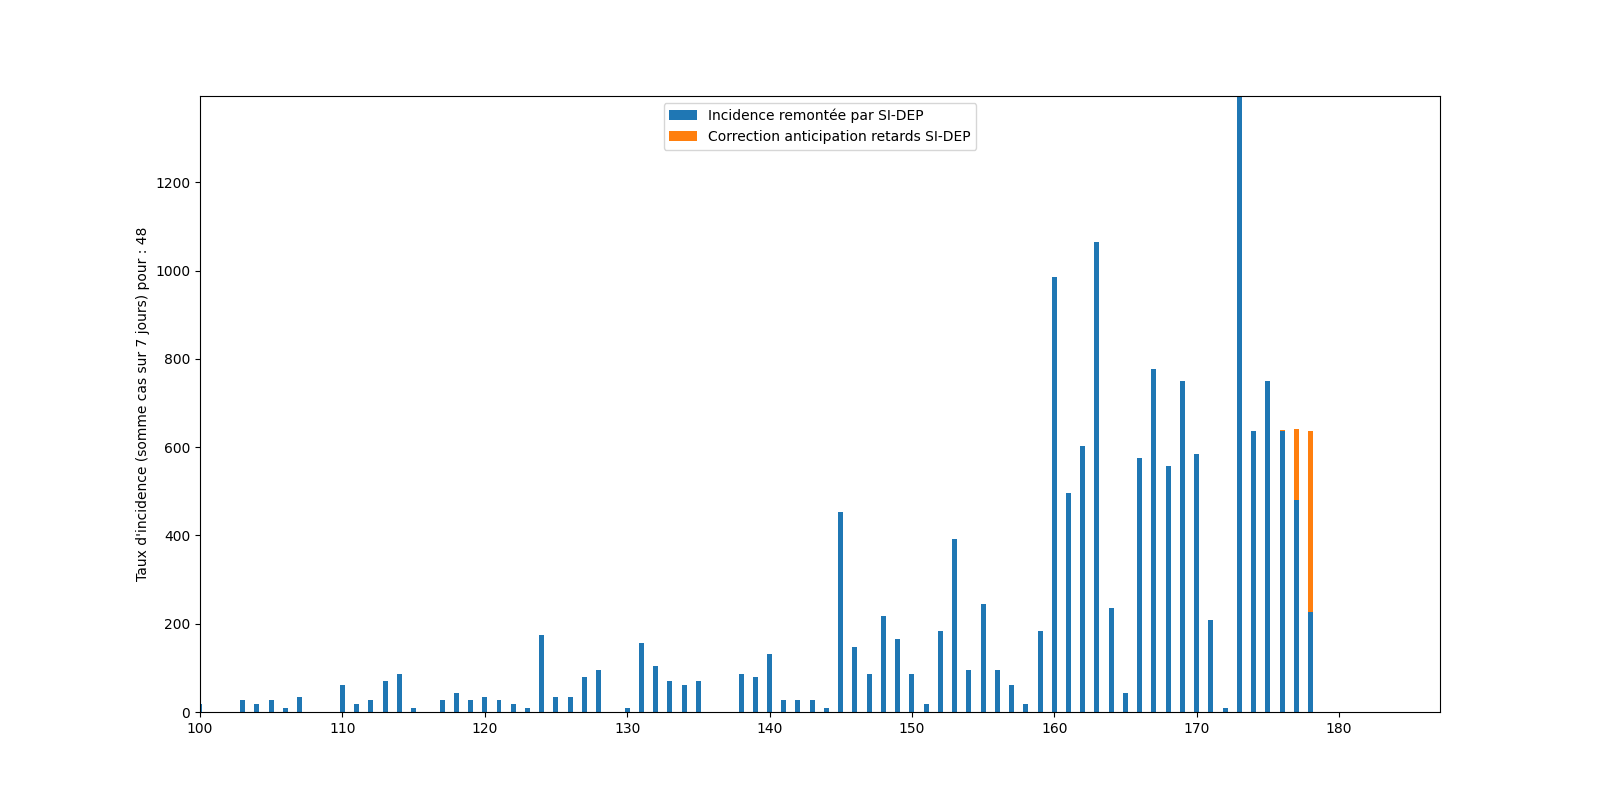 Incidence remontée par SI-DEP
Correction anticipation retards SI-DEP
Taux d'incidence (somme cas sur 7 jours) pour : 48
1200
1000
800
600
400
200
0
100 110 120 130 140 150 160 170 180